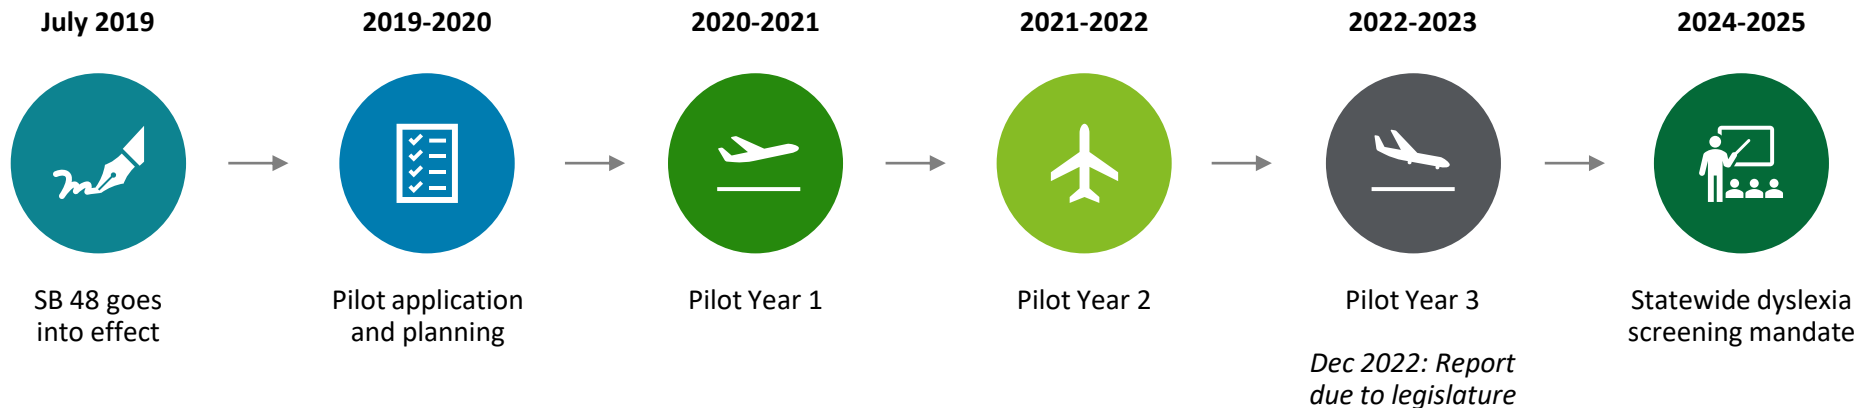 July 2019
SB 48 goes
into effect
2019-2020
Pilot application
and planning
2020-2021
Pilot Year 1
2021-2022
Pilot Year 2
2022-2023
Pilot Year 3
Dec 2022: Report
due to legislature
2024-2025
Statewide dyslexia
screening mandate